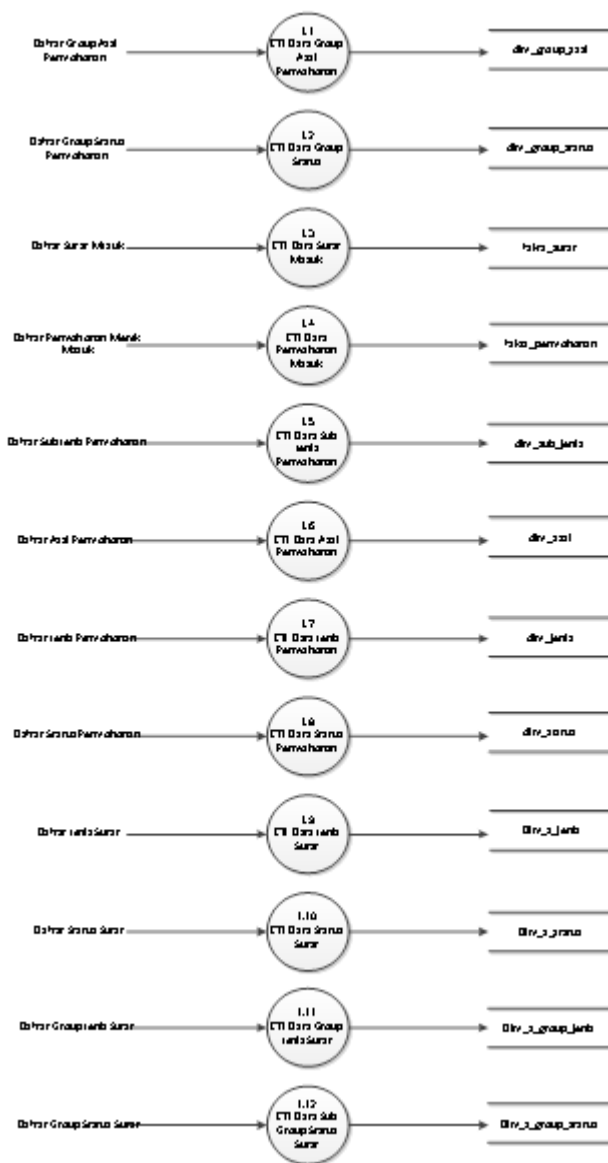 Daftar Group Asal
Permohonan
1.1
ETL Data Group
Asal
Permohonan
dim_group_asal
Daftar Group Status
Permohonan
1.2
ETL Data Group
Status
dim_group_status
Daftar Surat Masuk
1.3
ETL Data Surat
Masuk
fakta_surat
Daftar Permohonan Merek
Masuk
1.4
ETL Data
Permohonan
Masuk
fakta_permohonan
Daftar Sub Jenis Permohonan
1.5
ETL Data Sub
Jenis
Permohonan
dim_sub_jenis
Daftar Asal Permohonan
1.6
ETL Data Asal
Permohonan
dim_asal
Daftar Jenis Permohonan
1.7
ETL Data Jenis
Permohonan
dim_jenis
Daftar Status Permohonan
1.8
ETL Data Status
Permohonan
dim_status
Daftar Jenis Surat
1.9
ETL Data Jenis
Surat
Dim_s_jenis
Daftar Status Surat
1.10
ETL Data Status
Surat
Dim_s_status
Daftar Group Jenis Surat
1.11
ETL Data Group
Jenis Surat
Dim_s_group_jenis
Daftar Group Status Surat
1.12
ETL Data Sub
Group Status
Surat
Dim_s_group_status